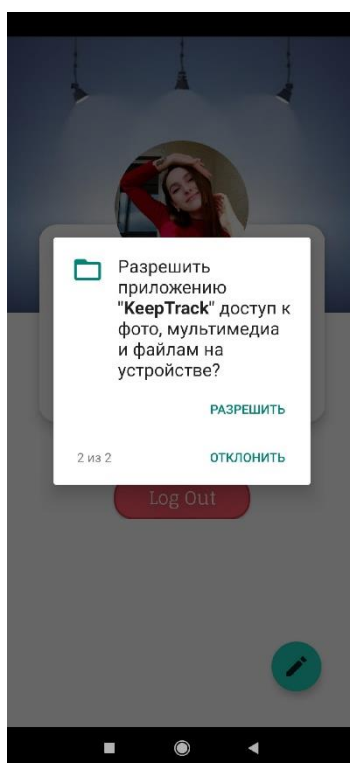 Разрешить
приложению
"KeepTrack" доступ к
фото, мультимедиа
и файлам на
устройстве?
РАЗРЕШИТЬ
2 из 2
ОТКЛОНИТЬ
Log Out